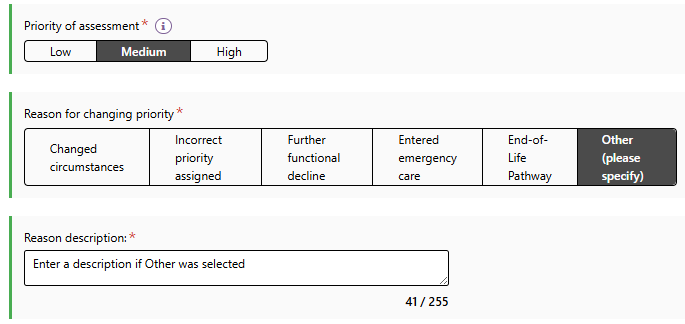 Priority of assessment *
Low Medium High
Reason for changing priority *
Changed circumstances
Incorrect priority assigned
Further functional decline
Entered emergency care
End-of-Life Pathway
Other (please specify)
Reason description: *
Enter a description if Other was selected
41 / 255